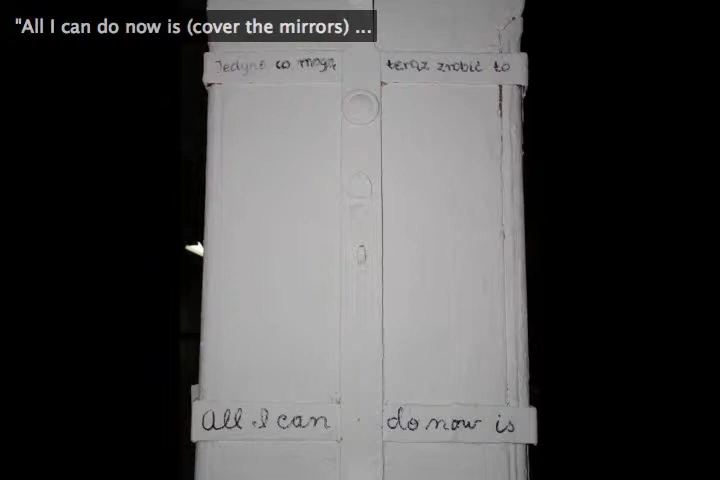 "All I can do now is (cover the mirrors) ...
Jedyne co mogę teraz zrobić to
All I can do now is